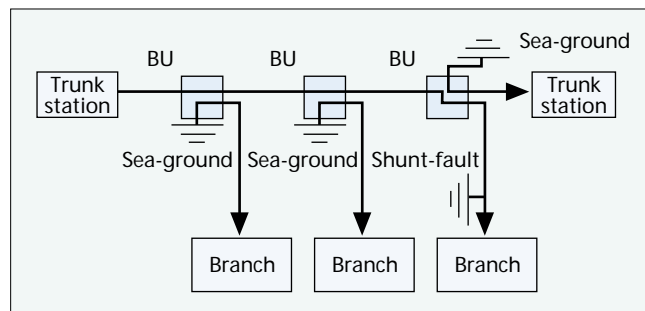 Sea-ground
BU
BU
BU
Trunk
station
Trunk
station
Sea-ground
Sea-ground
Shunt-fault
Branch
Branch
Branch